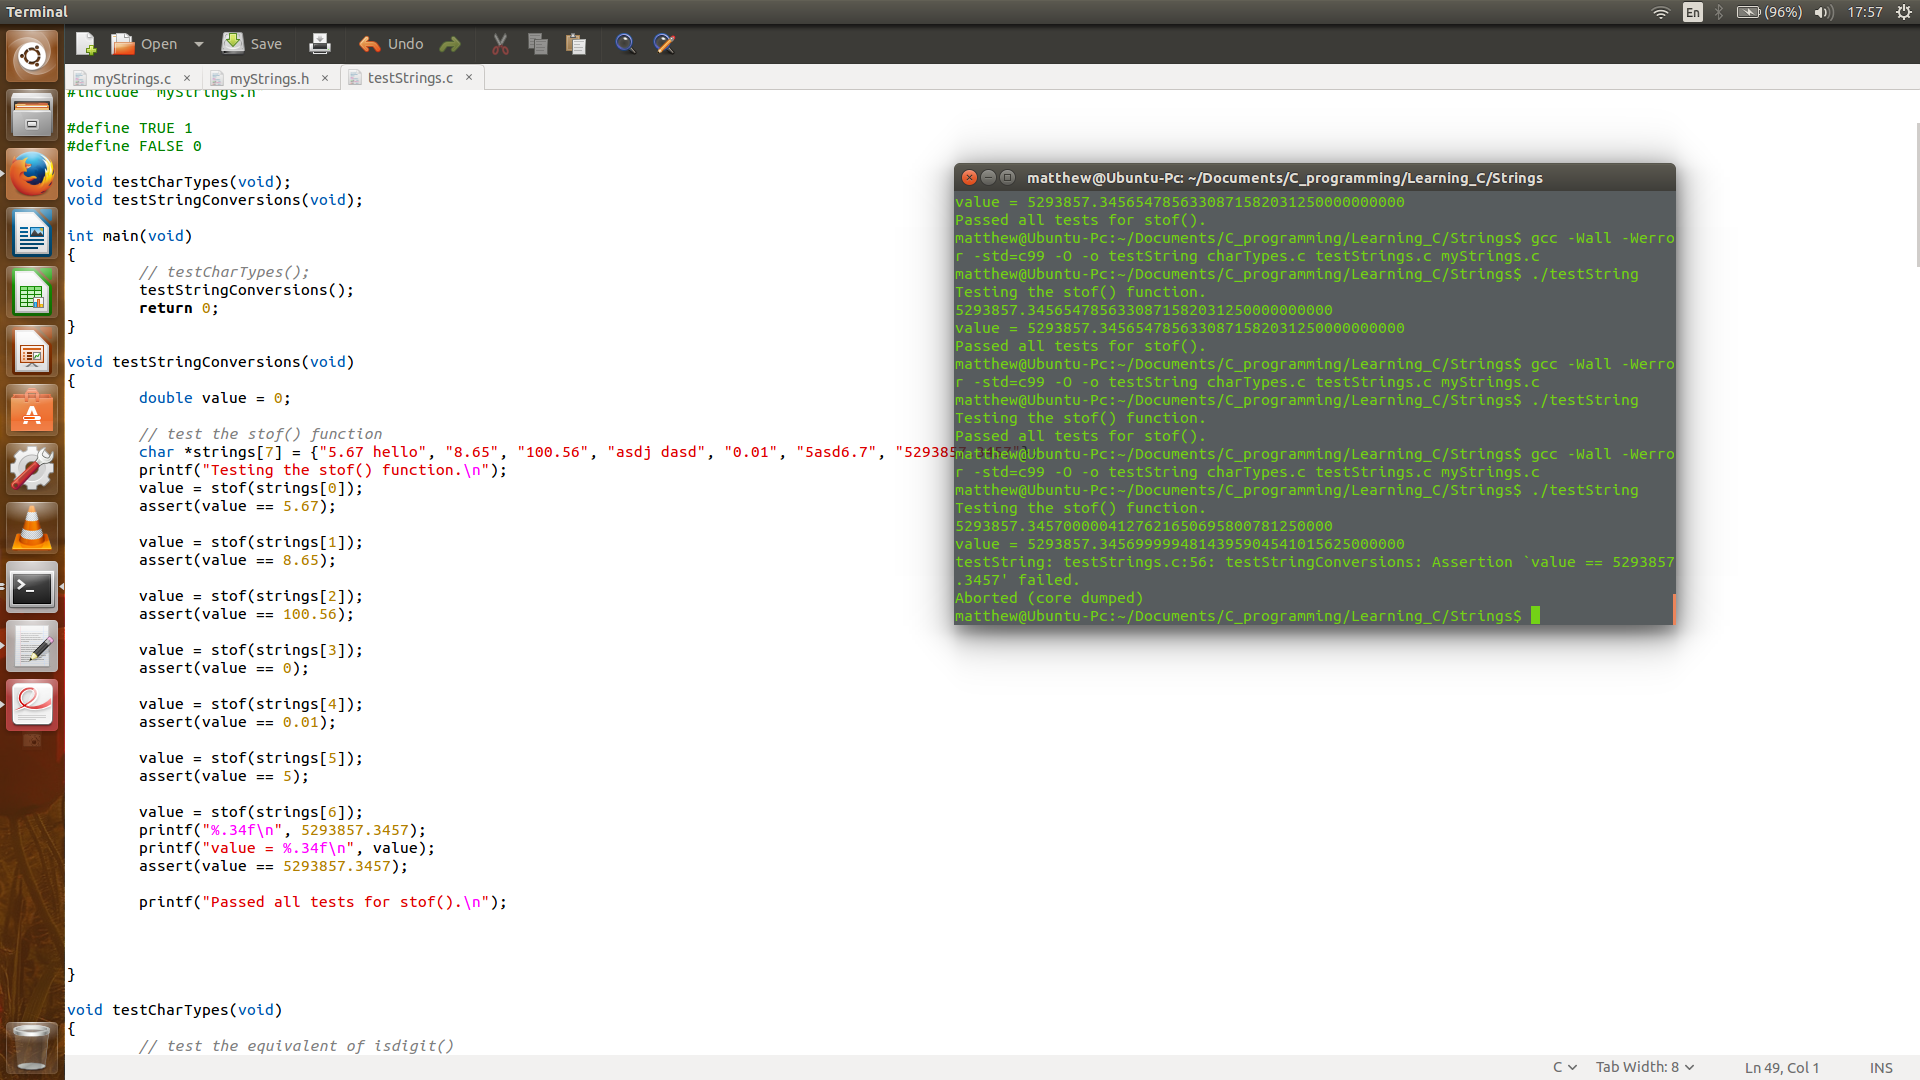 Terminal
En
(96%)
17:57
Open
Save
Undo
myStrings.c ×
myStrings.h ×
testStrings.c ×
#include "myStrings.h"
#define TRUE 1
#define FALSE 0
void testCharTypes(void);
void testStringConversions(void);
int main(void)
{
// testCharTypes();
testStringConversions();
return 0;
}
void testStringConversions(void)
{
double value = 0;
// test the stof() function
char *strings[7] = {"5.67 hello", "8.65", "100.56", "asdj dasd", "0.01", "5asd6.7", "529385
printf("Testing the stof() function.\n");
value = stof(strings[0]);
assert(value == 5.67);
value = stof(strings[1]);
assert(value == 8.65);
value = stof(strings[2]);
assert(value == 100.56);
value = stof(strings[3]);
assert(value == 0);
value = stof(strings[4]);
assert(value == 0.01);
value = stof(strings[5]);
assert(value == 5);
value = stof(strings[6]);
printf("%.34f\n", 5293857.3457);
printf("value = %.34f\n", value);
assert(value == 5293857.3457);
printf("Passed all tests for stof().\n");
}
void testCharTypes(void)
{
// test the equivalent of isdigit()
matthew@Ubuntu-Pc: ~/Documents/C_programming/Learning_C/Strings
value = 5293857.3456547856330871582031250000000000
Passed all tests for stof().
matthew@Ubuntu-Pc:~/Documents/C_programming/Learning_C/Strings$ gcc -Wall -Werro
r -std=c99 -O -o testString charTypes.c testStrings.c myStrings.c
matthew@Ubuntu-Pc:~/Documents/C_programming/Learning_C/Strings$ ./testString
Testing the stof() function.
5293857.3456547856330871582031250000000000
value = 5293857.3456547856330871582031250000000000
Passed all tests for stof().
matthew@Ubuntu-Pc:~/Documents/C_programming/Learning_C/Strings$ gcc -Wall -Werro
r -std=c99 -O -o testString charTypes.c testStrings.c myStrings.c
matthew@Ubuntu-Pc:~/Documents/C_programming/Learning_C/Strings$ ./testString
Testing the stof() function.
Passed all tests for stof().
matthew@Ubuntu-Pc:~/Documents/C_programming/Learning_C/Strings$ gcc -Wall -Werro
r -std=c99 -O -o testString charTypes.c testStrings.c myStrings.c
matthew@Ubuntu-Pc:~/Documents/C_programming/Learning_C/Strings$ ./testString
Testing the stof() function.
5293857.3457000004127621650695800781250000
value = 5293857.3456999994814395904541015625000000
testString: testStrings.c:56: testStringConversions: Assertion `value == 5293857
.3457' failed.
Aborted (core dumped)
matthew@Ubuntu-Pc:~/Documents/C_programming/Learning_C/Strings$
C
Tab Width: 8
Ln 49, Col 1
INS